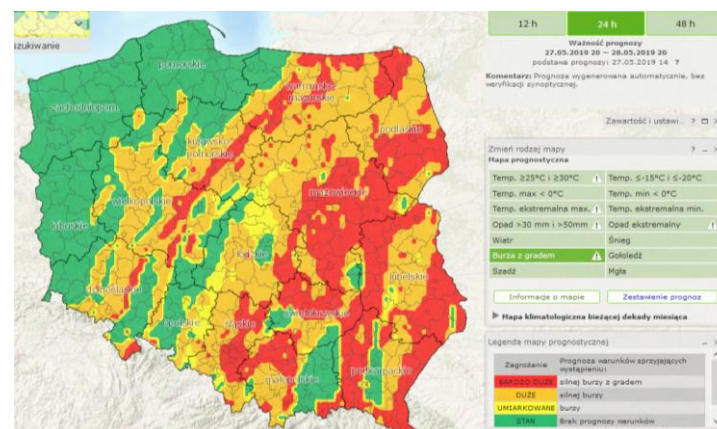 szukiwanie
pomorskie
zachodniopom.
warmińsko-
mazurskie
podlaskie
kujawsko-
pomorskie
wielkopolskie
mazowieckie
lubuskie
łódzkie
dolnośląskie
lubelskie
opolskie
śląskie
świętokrzyskie
małopolskie
podkarpackie
12 h 24 h 48 h
Ważność prognozy
27.05.2019 20 — 28.05.2019 20
podstawa prognozy: 27.05.2019 14 ?
Komentarz: Prognoza wygenerowana automatycznie, bez
weryfikacji synoptycznej.
Zawartość i ustawi.. ?
Zmień rodzaj mapy ?
Mapa prognostyczna
Temp. ≥25°C i ≥30°C Temp. ≤-15°C i ≤-20°C
Temp. max < 0°C Temp. min < 0°C
Temp. ekstremalna max. Temp. ekstremalna min.
Opad >30 mm i >50mm Opad ekstremalny
Wiatr Śnieg
Burza z gradem Gołoledź
Szadź Mgła
Informacje o mapie Zestawienie prognoz
Mapa klimatologiczna bieżącej dekady miesiąca
Legenda mapy prognostycznej
Zagrożenie Prognoza warunków sprzyjających
wystąpieniu:
BARDZO DUŻE silnej burzy z gradem
DUŻE silnej burzy
UMIARKOWANE burzy
STAN Brak prognozy warunków